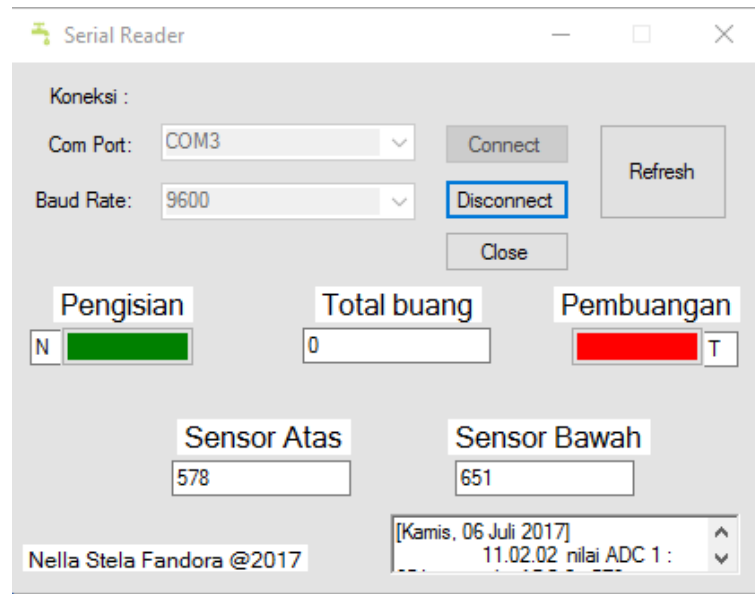 Serial Reader
Koneksi :
Com Port: COM3 Connect Refresh
Baud Rate: 9600 Disconnect
Close
Pengisian Total buang Pembuangan
N 0 T
Sensor Atas Sensor Bawah
578 651
[Kamis, 06 Juli 2017]
11.02.02 nilai ADC 1 :
Nella Stela Fandora @2017